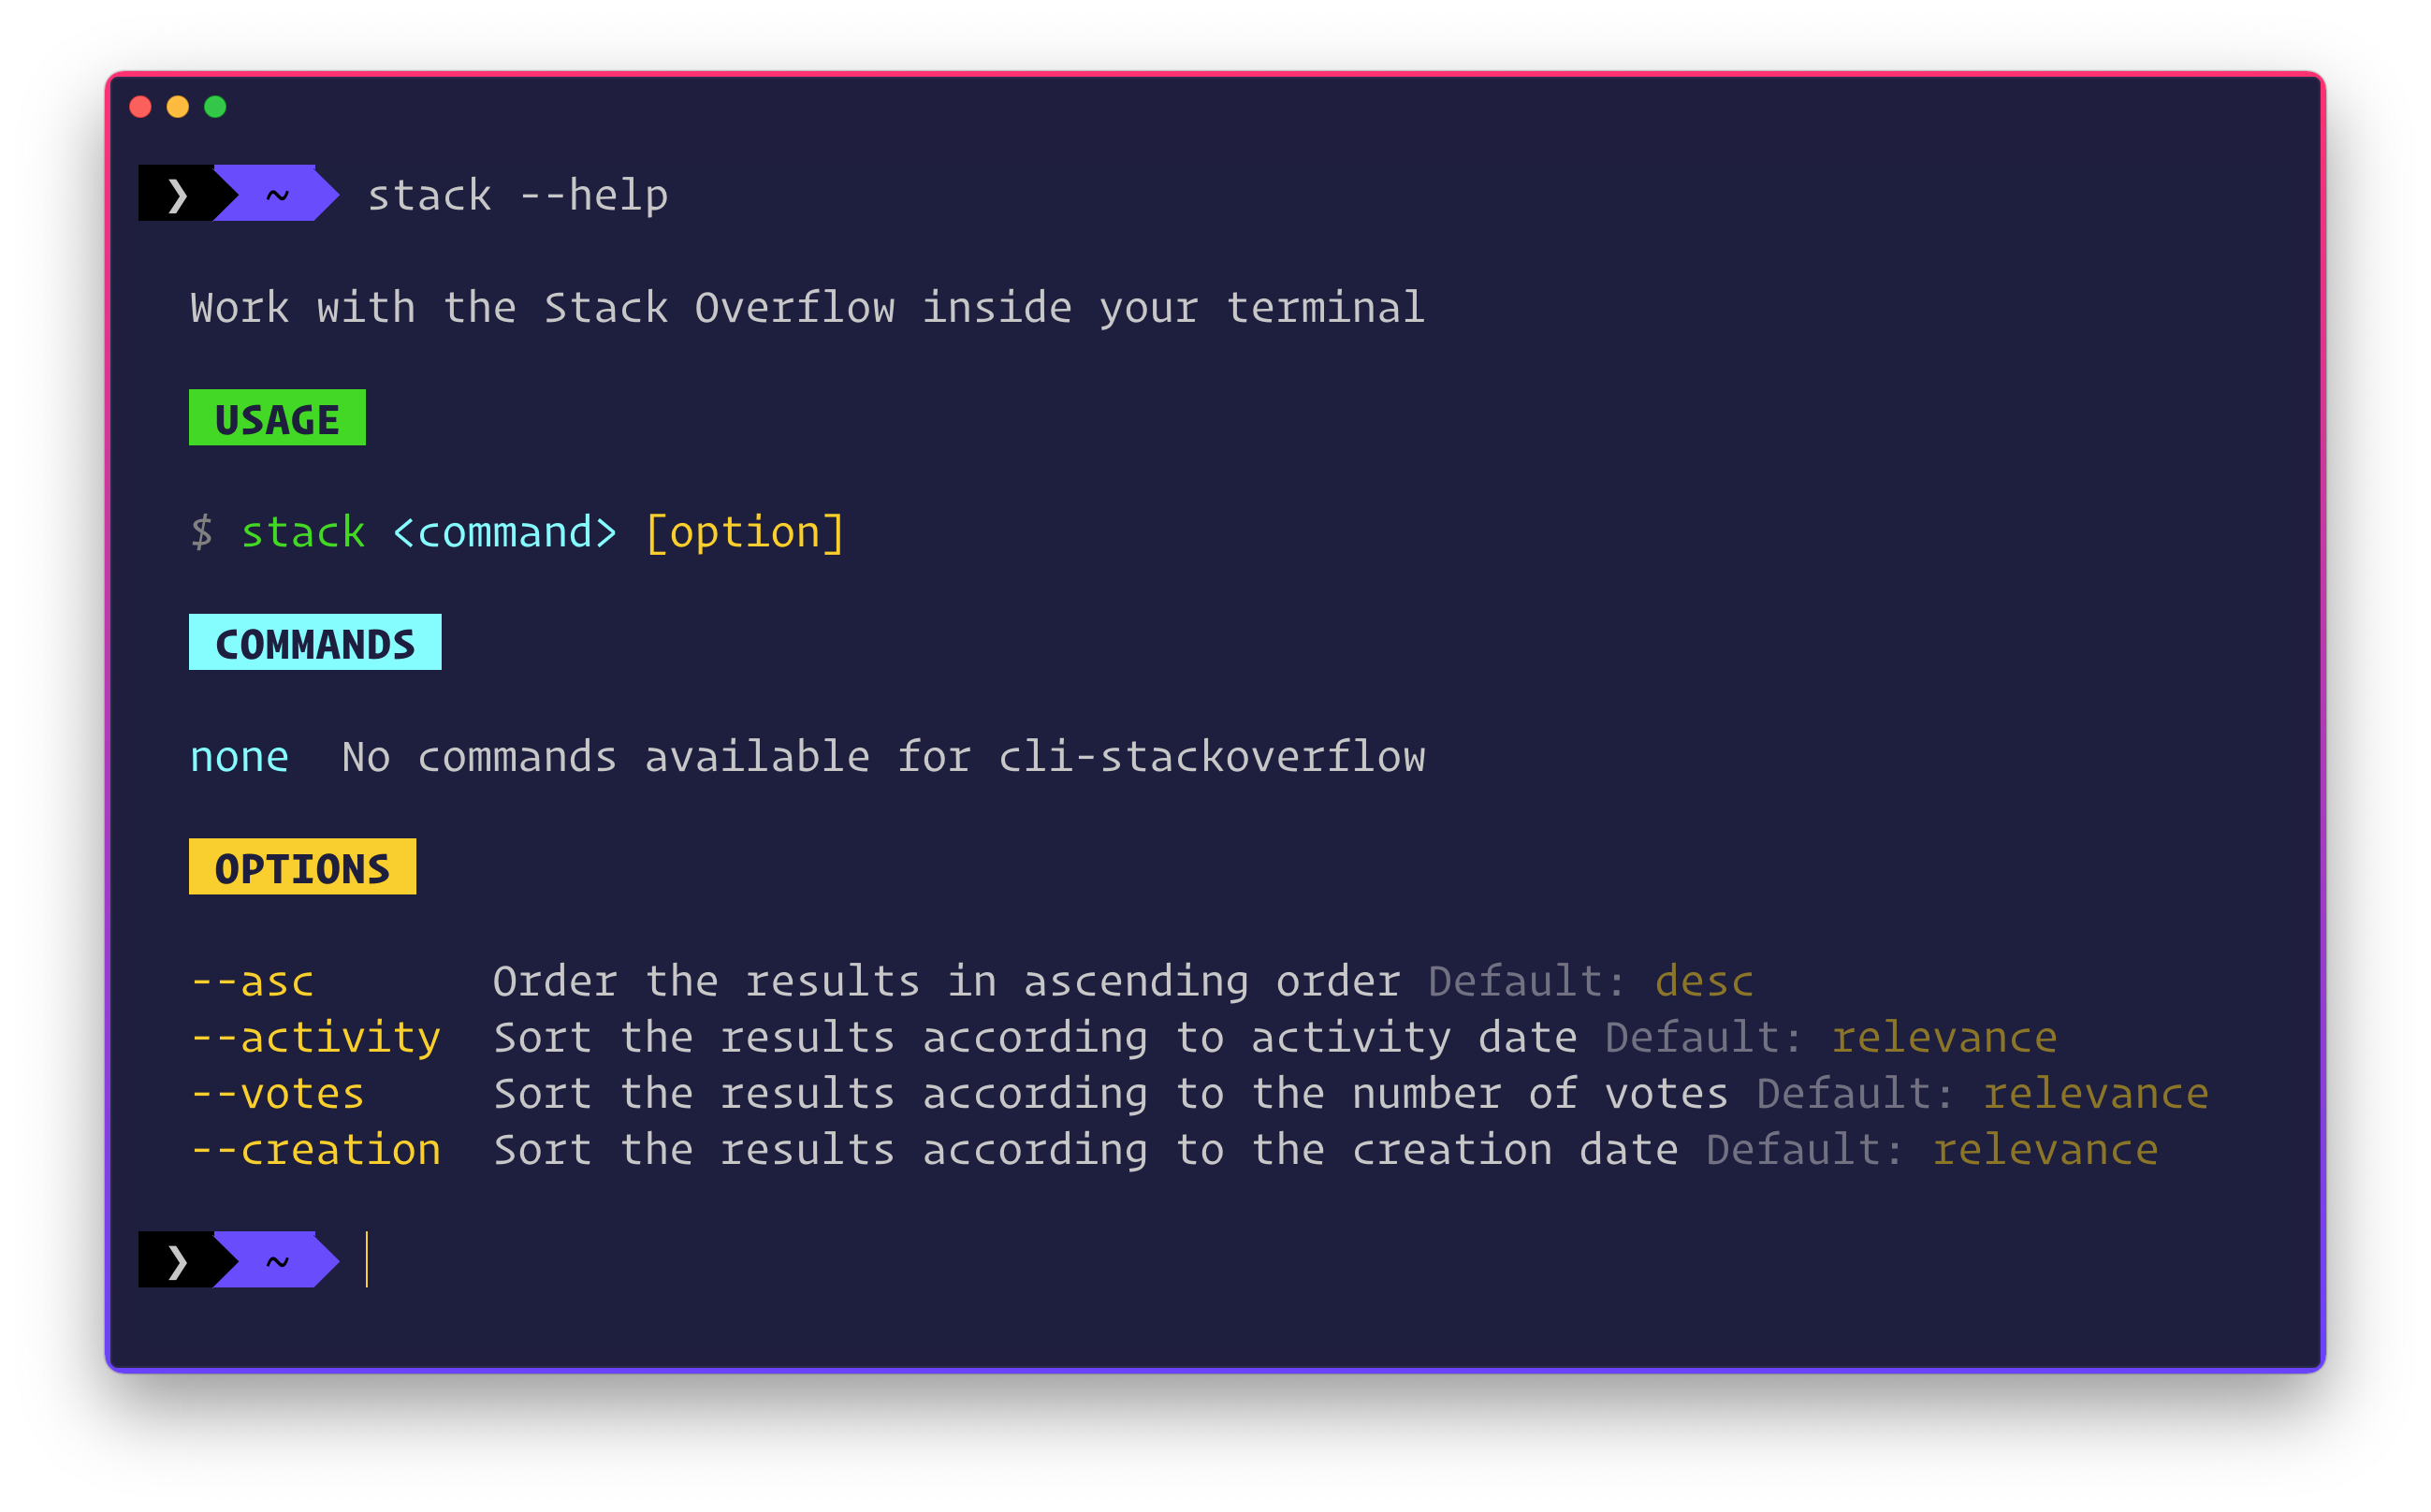 ❯ ~ stack --help
Work with the Stack Overflow inside your terminal
USAGE
$ stack <command> [option]
COMMANDS
none  No commands available for cli-stackoverflow
OPTIONS
--asc       Order the results in ascending order Default: desc
--activity  Sort the results according to activity date Default: relevance
--votes     Sort the results according to the number of votes Default: relevance
--creation  Sort the results according to the creation date Default: relevance
❯ ~